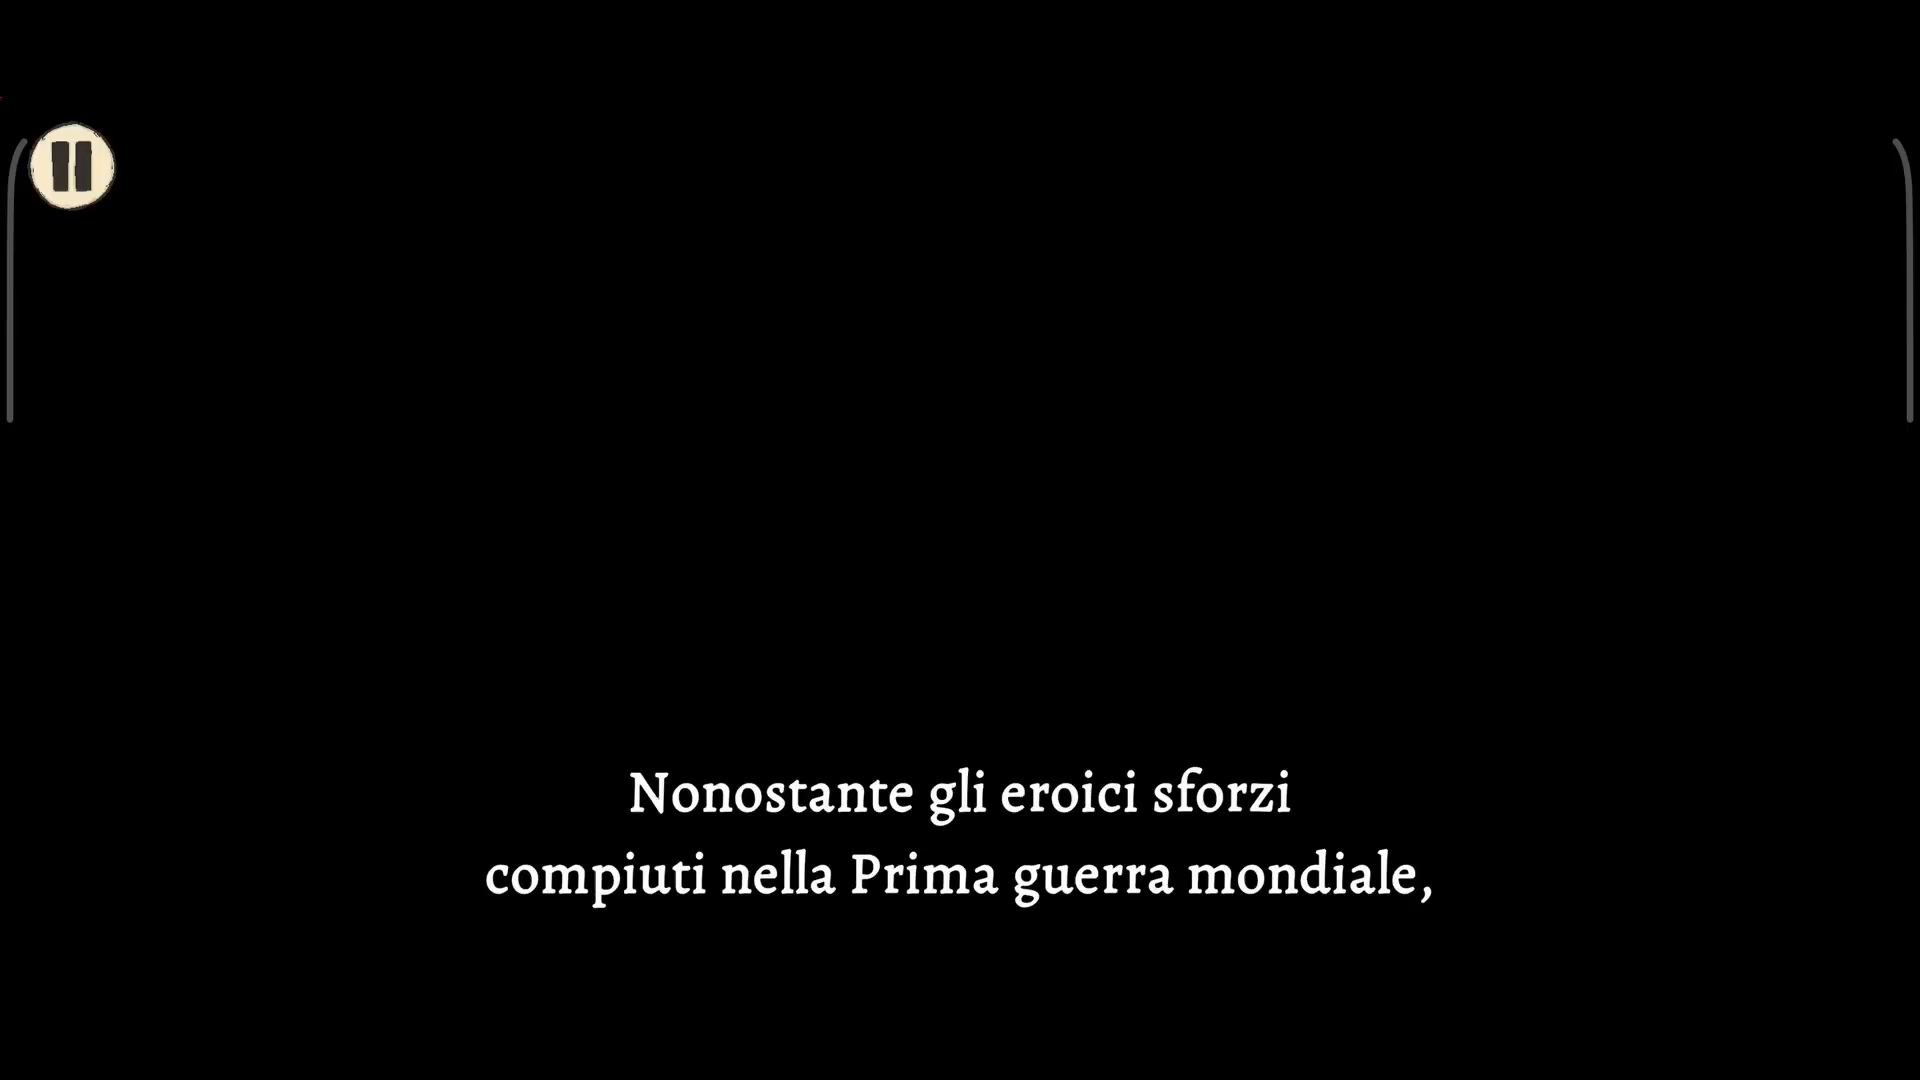 Nonostante gli eroici sforzi
compiuti nella Prima guerra mondiale,